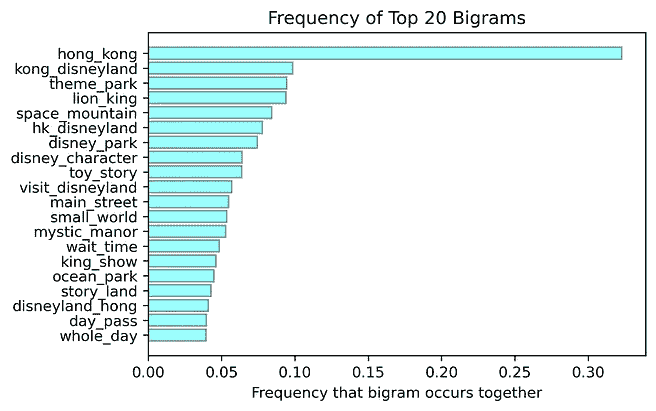 Frequency of Top 20 Bigrams
hong_kong
kong_disneyland
theme_park
lion_king
space_mountain
hk_disneyland
disney_park
disney_character
toy_story
visit_disneyland
main_street
small_world
mystic_manor
wait_time
king_show
ocean_park
story_land
disneyland_hong
day_pass
whole_day
0.00 0.05 0.10 0.15 0.20 0.25 0.30
Frequency that bigram occurs together